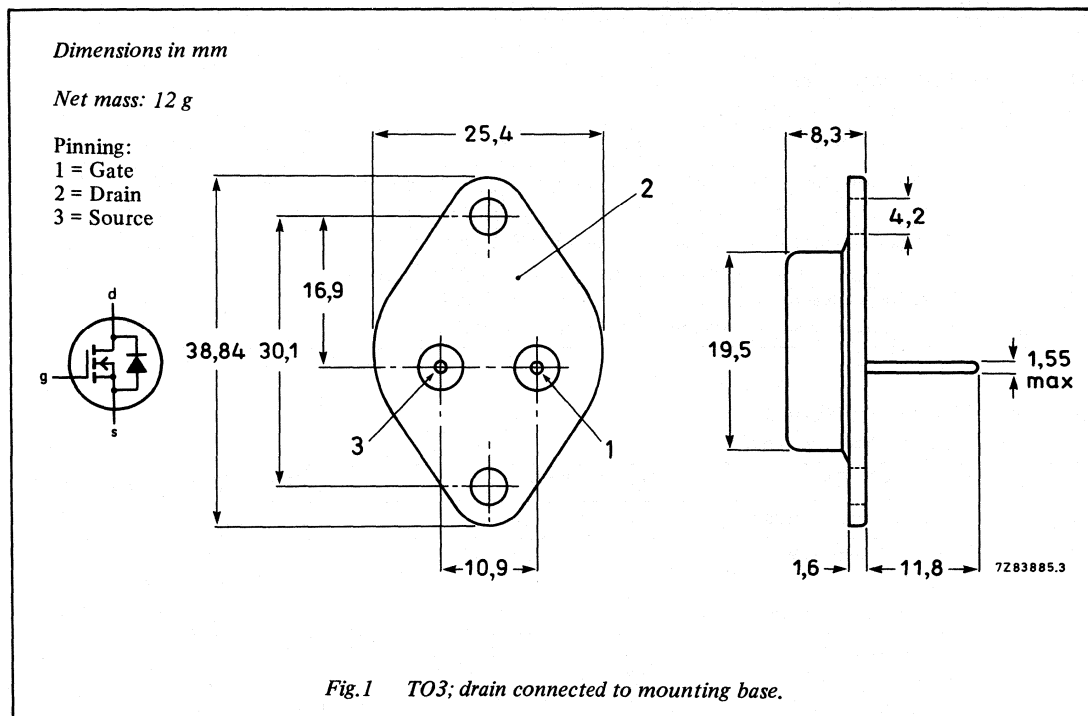 Dimensions in mm
Net mass: 12 g
Pinning:
1 = Gate
2 = Drain
3 = Source
d
g
s
25,4
2
38,84
30,1
16,9
3
1
10,9
8,3
4,2
19,5
1,55
max
1,6
11,8
7Z83885.3
Fig.1 TO3; drain connected to mounting base.